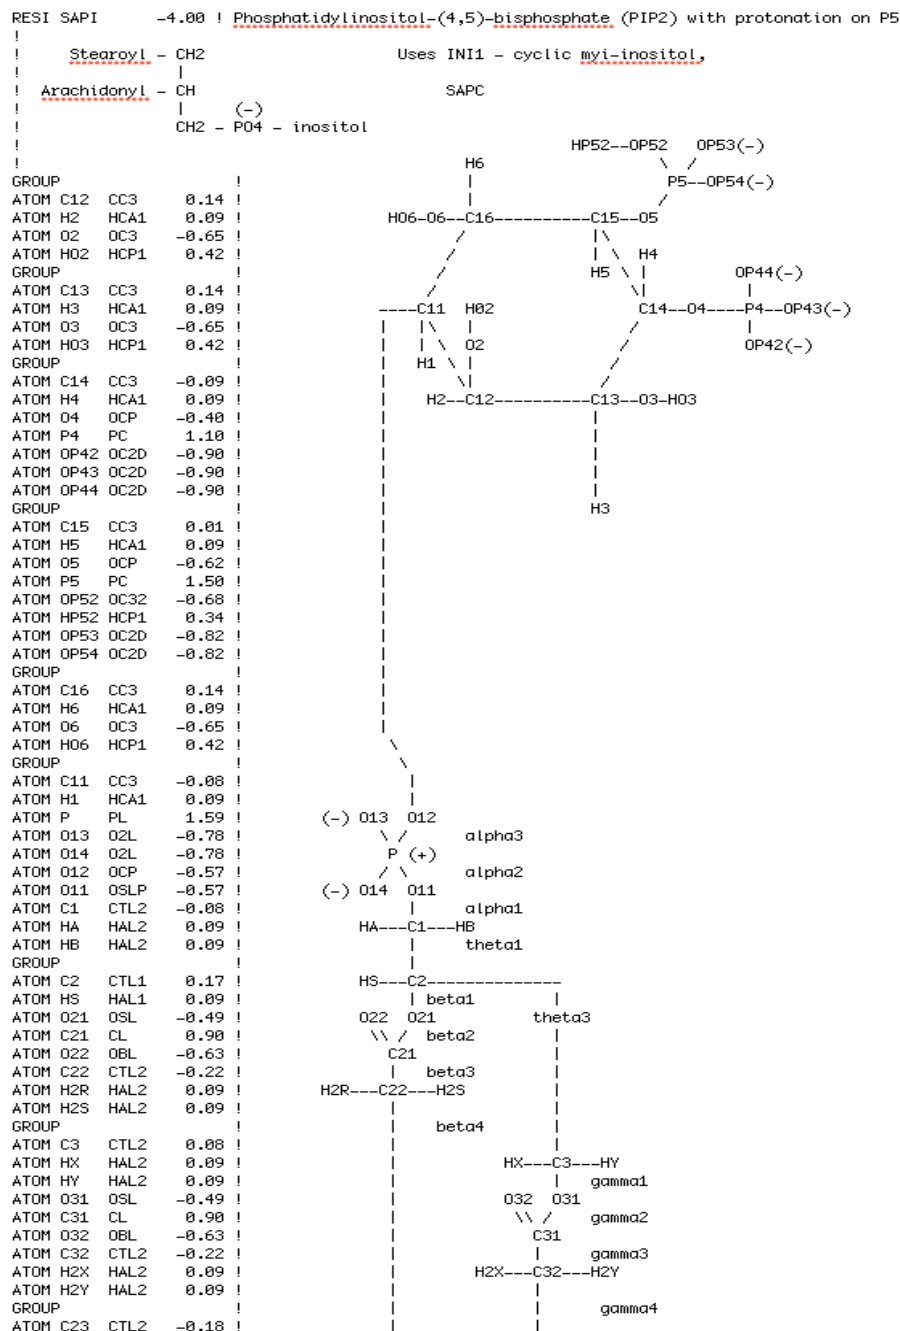 RESI SAPI      -4.00 ! Phosphatidylinositol-(4,5)-bisphosphate (PIP2) with protonation on P5
!
!     Stearoyl - CH2                    Uses INI1 - cyclic myi-inositol,
!                |
!  Arachidonyl - CH                         SAPC
!                |     (-)
!                CH2 - PO4 - inositol
!                                                         HP52--OP52   OP53(-)
!                                              H6                   \  /
GROUP                  !                       |                    P5--OP54(-)
ATOM C12  CC3     0.14 !                       |                   /
ATOM H2   HCA1    0.09 !               HO6-O6--C16----------C15--O5
ATOM O2   OC3    -0.65 !                      /             |\
ATOM HO2  HCP1    0.42 !                     /              | \  H4
GROUP                  !                    /               H5 \ |         OP44(-)
ATOM C13  CC3     0.14 !                   /                    \|          |
ATOM H3   HCA1    0.09 !              ----C11  H02               C14--O4----P4--OP43(-)
ATOM O3   OC3    -0.65 !              |   |\   |                /           |
ATOM HO3  HCP1    0.42 !              |   | \  O2              /           OP42(-)
GROUP                  !              |   H1 \ |              /
ATOM C14  CC3    -0.09 !              |       \|             /
ATOM H4   HCA1    0.09 !              |    H2--C12----------C13--O3-HO3
ATOM O4   OCP    -0.40 !              |                     |
ATOM P4   PC      1.10 !              |                     |
ATOM OP42 OC2D   -0.90 !              |                     |
ATOM OP43 OC2D   -0.90 !              |                     |
ATOM OP44 OC2D   -0.90 !              |                     |
GROUP                  !              |                     H3
ATOM C15  CC3     0.01 !              |
ATOM H5   HCA1    0.09 !              |
ATOM O5   OCP    -0.62 !              |
ATOM P5   PC      1.50 !              |
ATOM OP52 OC32   -0.68 !              |
ATOM HP52 HCP1    0.34 !              |
ATOM OP53 OC2D   -0.82 !              |
ATOM OP54 OC2D   -0.82 !              |
GROUP                  !              |
ATOM C16  CC3     0.14 !              |
ATOM H6   HCA1    0.09 !              |
ATOM O6   OC3    -0.65 !              |
ATOM HO6  HCP1    0.42 !               \
GROUP                  !                \
ATOM C11  CC3    -0.08 !                 |
ATOM H1   HCA1    0.09 !                 |
ATOM P    PL      1.59 !        (-) O13  O12
ATOM O13  O2L    -0.78 !              \ /      alpha3
ATOM O14  O2L    -0.78 !               P (+)
ATOM O12  OCP    -0.57 !              / \      alpha2
ATOM O11  OSLP   -0.57 !        (-) O14  O11
ATOM C1   CTL2   -0.08 !                 |     alpha1
ATOM HA   HAL2    0.09 !            HA---C1---HB
ATOM HB   HAL2    0.09 !                 |     theta1
GROUP                  !                 |
ATOM C2   CTL1    0.17 !            HS---C2--------------
ATOM HS   HAL1    0.09 !                 | beta1        |
ATOM O21  OSL    -0.49 !            O22  O21          theta3
ATOM C21  CL      0.90 !             \\ /  beta2        |
ATOM O22  OBL    -0.63 !               C21              |
ATOM C22  CTL2   -0.22 !               |   beta3        |
ATOM H2R  HAL2    0.09 !        H2R---C22---H2S         |
ATOM H2S  HAL2    0.09 !               |                |
GROUP                  !               |    beta4       |
ATOM C3   CTL2    0.08 !               |                |
ATOM HX   HAL2    0.09 !               |           HX---C3---HY
ATOM HY   HAL2    0.09 !               |                |   gamma1
ATOM O31  OSL    -0.49 !               |           O32  O31
ATOM C31  CL      0.90 !               |            \\ /    gamma2
ATOM O32  OBL    -0.63 !               |              C31
ATOM C32  CTL2   -0.22 !               |              |     gamma3
ATOM H2X  HAL2    0.09 !               |        H2X---C32---H2Y
ATOM H2Y  HAL2    0.09 !               |              |
GROUP                  !               |              |      gamma4
ATOM C23  CTL2   -0.18 !               |              |